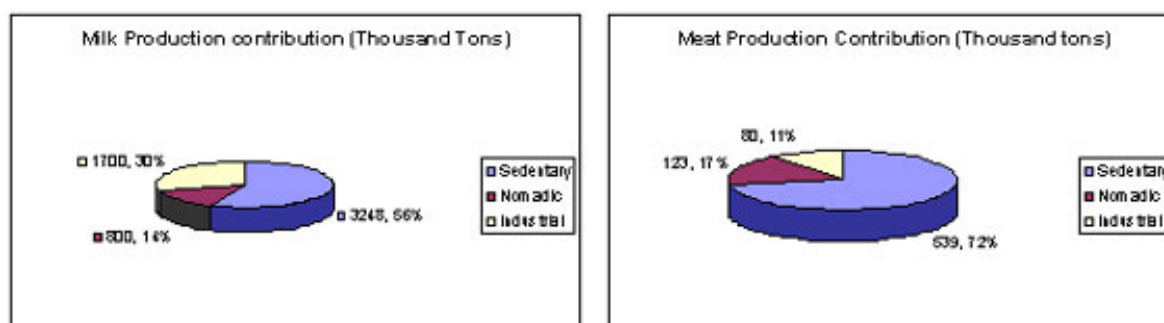 Milk Production contribution (Thousand Tons)
1700, 30%
800, 14%
3248, 56%
Sedentary
Nomadic
Industrial
Meat Production Contribution (Thousand tons)
80, 11%
123, 17%
539, 72%
Sedentary
Nomadic
Industrial